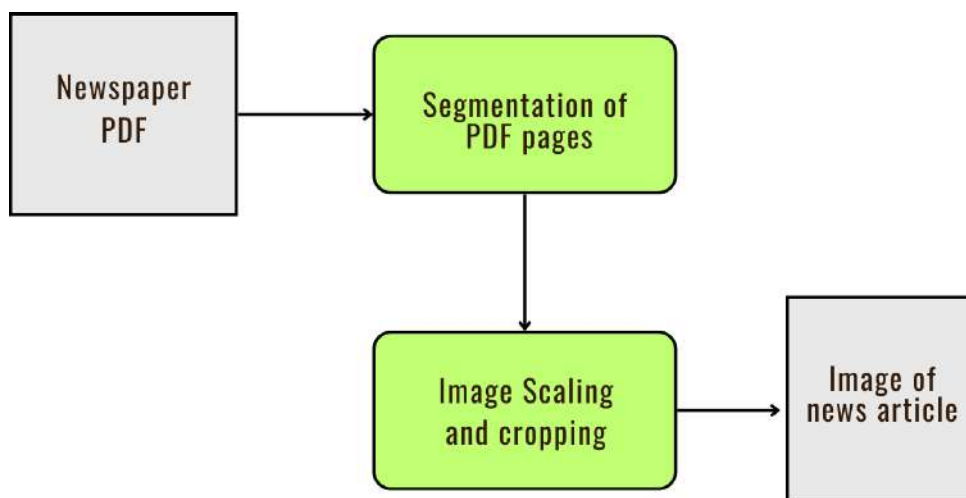 Newspaper
PDF
Segmentation of
PDF pages
Image Scaling
and cropping
Image of
news article